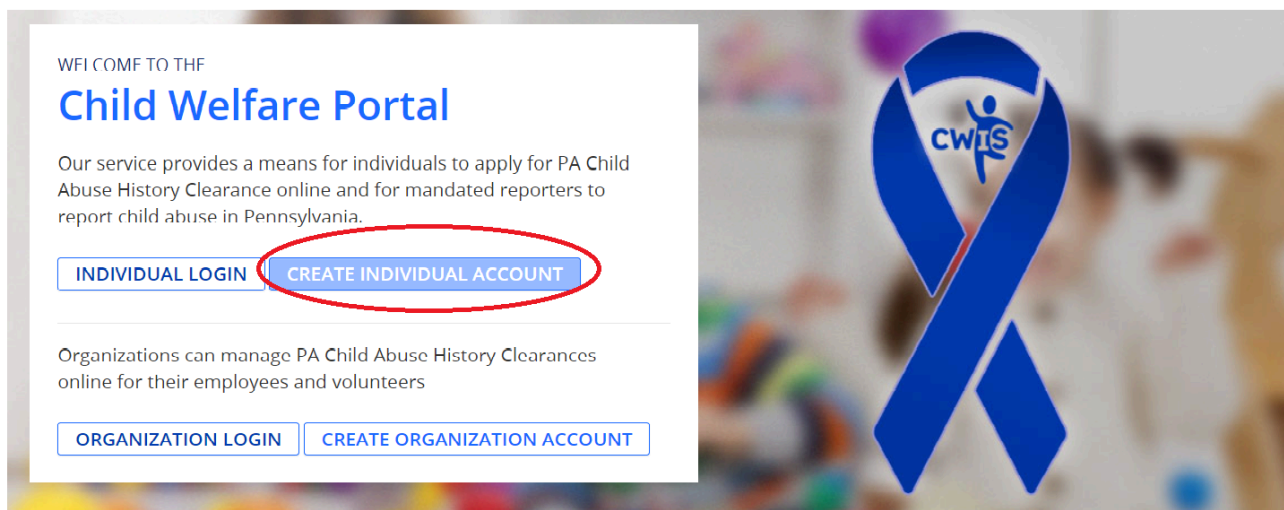 WELCOME TO THE
Child Welfare Portal
Our service provides a means for individuals to apply for PA Child
Abuse History Clearance online and for mandated reporters to
report child abuse in Pennsylvania.
INDIVIDUAL LOGIN CREATE INDIVIDUAL ACCOUNT
Organizations can manage PA Child Abuse History Clearances
online for their employees and volunteers
ORGANIZATION LOGIN CREATE ORGANIZATION ACCOUNT
CWIS